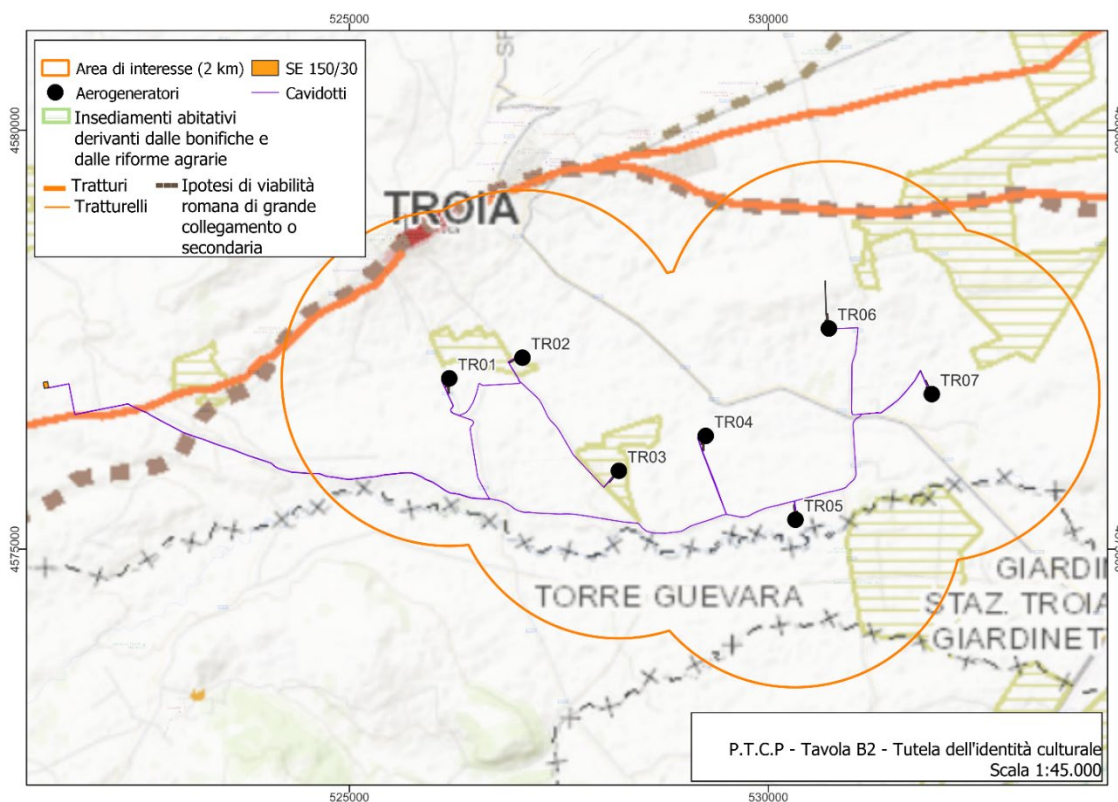 525000
530000
Area di interesse (2 km)
SE 150/30
Aerogeneratori
Cavidotti
Insediamenti abitativi
derivanti dalle bonifiche e
dalle riforme agrarie
Tratturi
Tratturelli
Ipotesi di viabilità
romana di grande
collegamento o
secondaria
4580000
TROIA
TR06
TR02
TR01
TR07
TR04
TR03
TR05
4575000
TORRE GUEVARA
GIARDIN
STAZ. TROIA
GIARDINET
P.T.C.P - Tavola B2 - Tutela dell'identità culturale
Scala 1:45.000
525000
530000